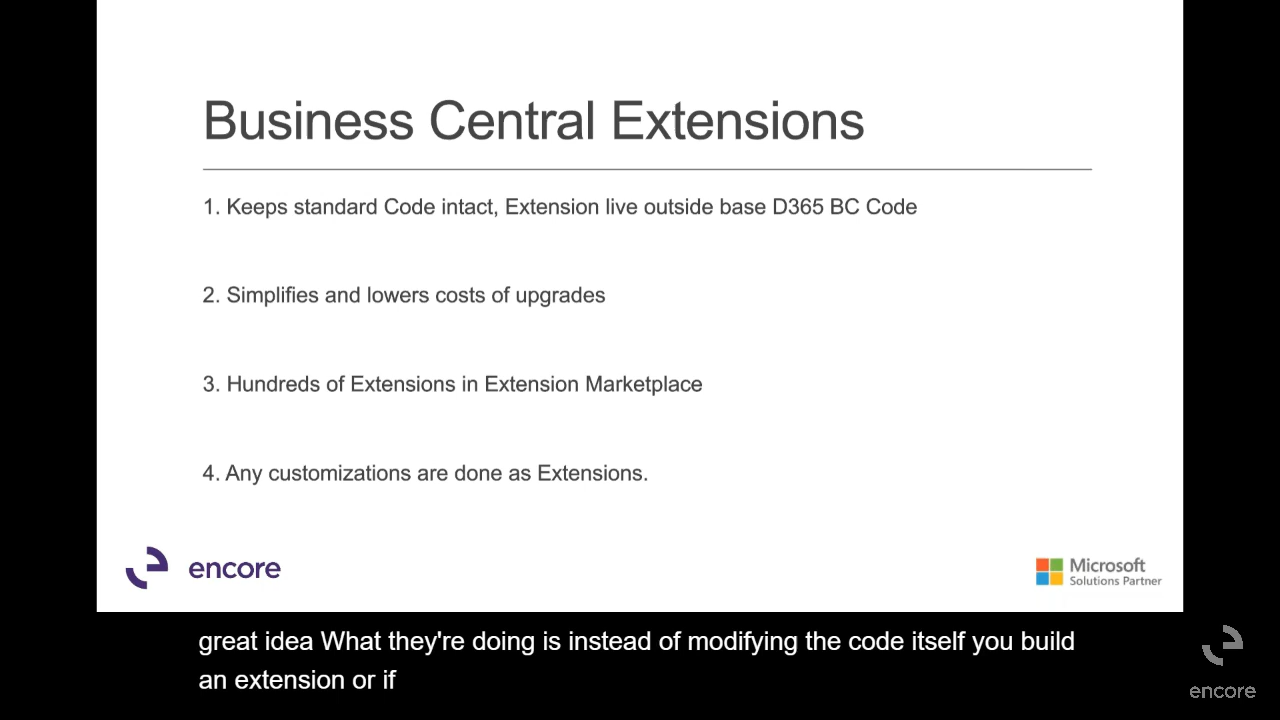 Business Central Extensions
1. Keeps standard Code intact, Extension live outside base D365 BC Code
2. Simplifies and lowers costs of upgrades
3. Hundreds of Extensions in Extension Marketplace
4. Any customizations are done as Extensions.
encore
Microsoft
Solutions Partner
great idea What they're doing is instead of modifying the code itself you build
an extension or if
encore